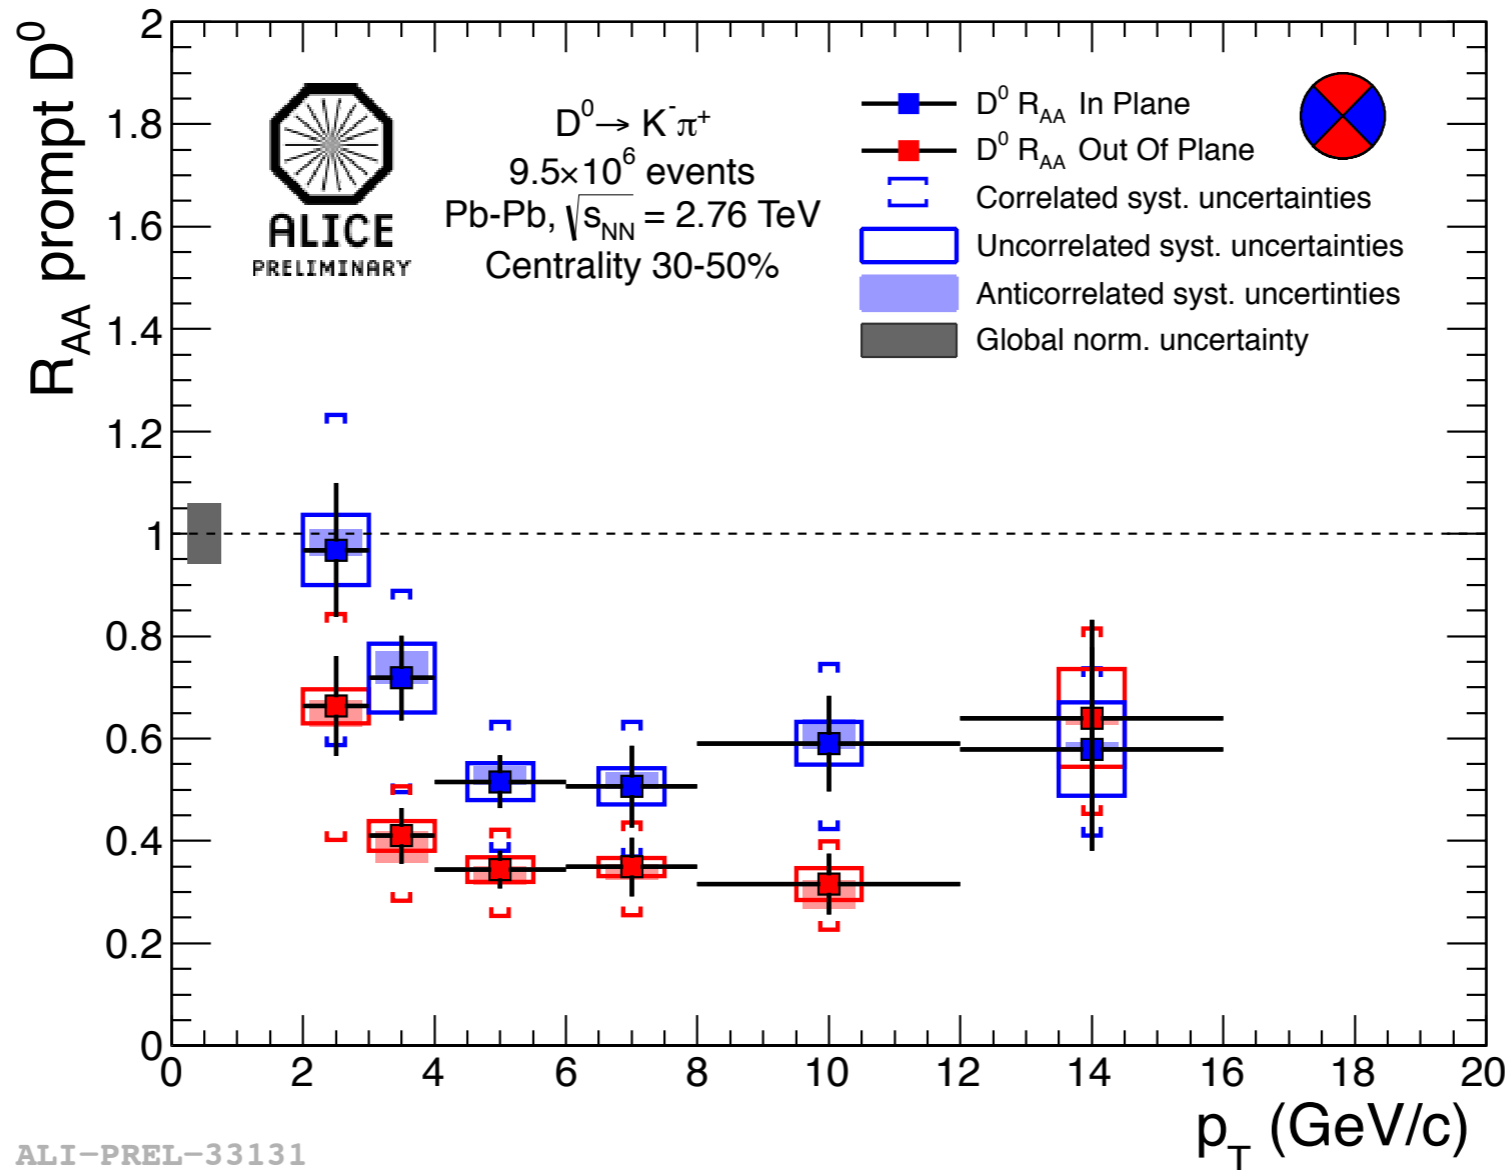 R_AA prompt D^0
2
1.8
1.6
1.4
1.2
1
0.8
0.6
0.4
0.2
0
ALICE
PRELIMINARY
D^0→ K^-π^+
9.5×10^6 events
Pb-Pb, √s_NN = 2.76 TeV
Centrality 30-50%
D^0 R_AA In Plane
D^0 R_AA Out Of Plane
Correlated syst. uncertainties
Uncorrelated syst. uncertainties
Anticorrelated syst. uncertinties
Global norm. uncertainty
0 2 4 6 8 10 12 14 16 18 20
p_T (GeV/c)
ALI-PREL-33131